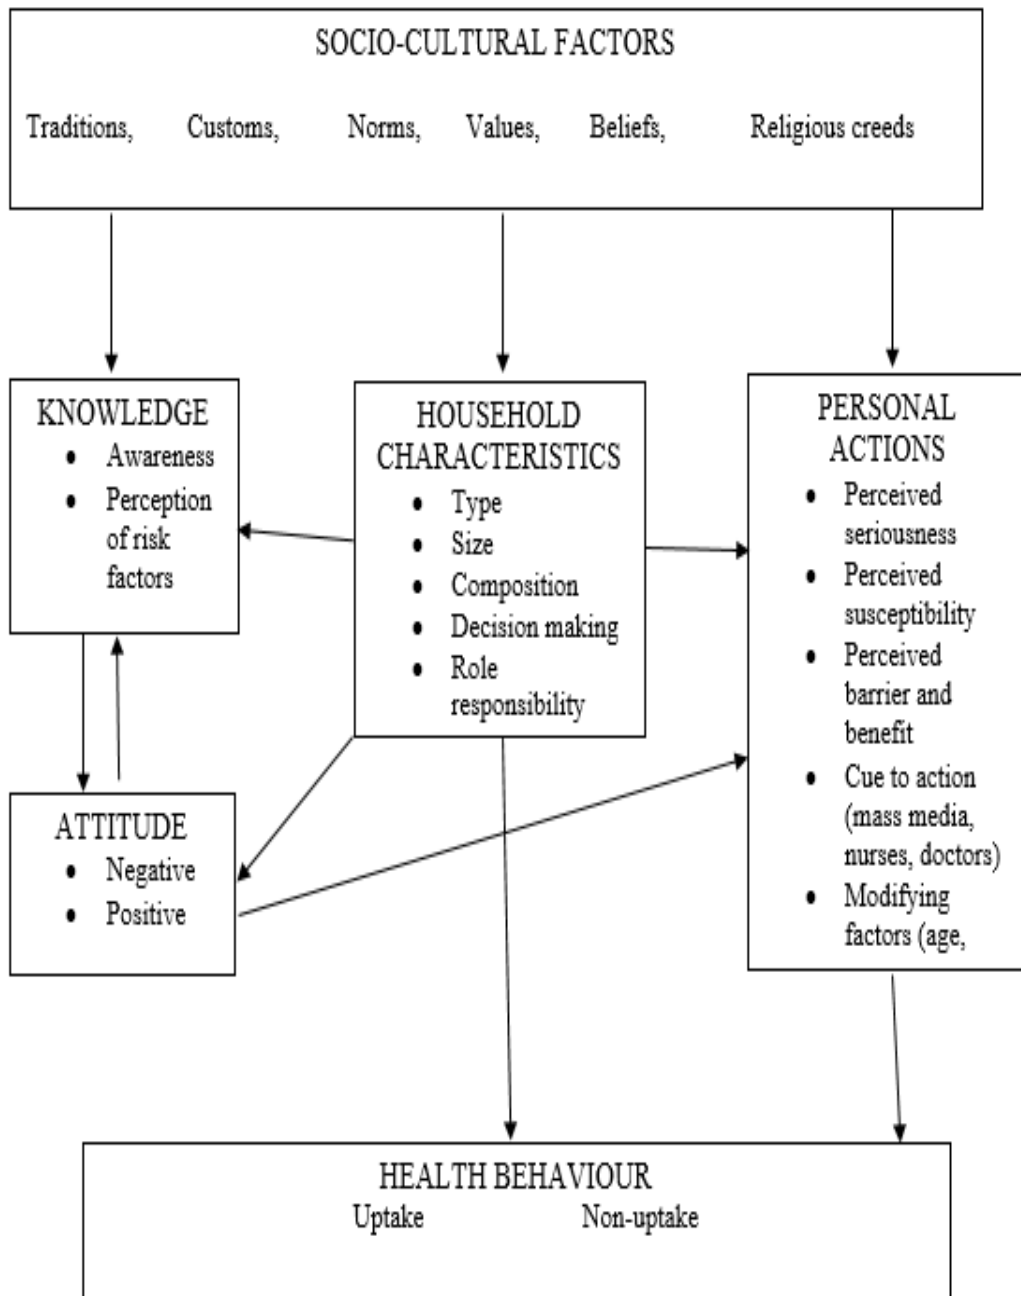 SOCIO-CULTURAL FACTORS
Traditions, Customs, Norms, Values, Beliefs, Religious creeds
KNOWLEDGE
• Awareness
• Perception
of risk
factors
HOUSEHOLD
CHARACTERISTICS
• Type
• Size
• Composition
• Decision making
• Role
responsibility
PERSONAL
ACTIONS
• Perceived
seriousness
• Perceived
susceptibility
• Perceived
barrier and
benefit
• Cue to action
(mass media,
nurses, doctors)
• Modifying
factors (age,
ATTITUDE
• Negative
• Positive
HEALTH BEHAVIOUR
Uptake Non-uptake